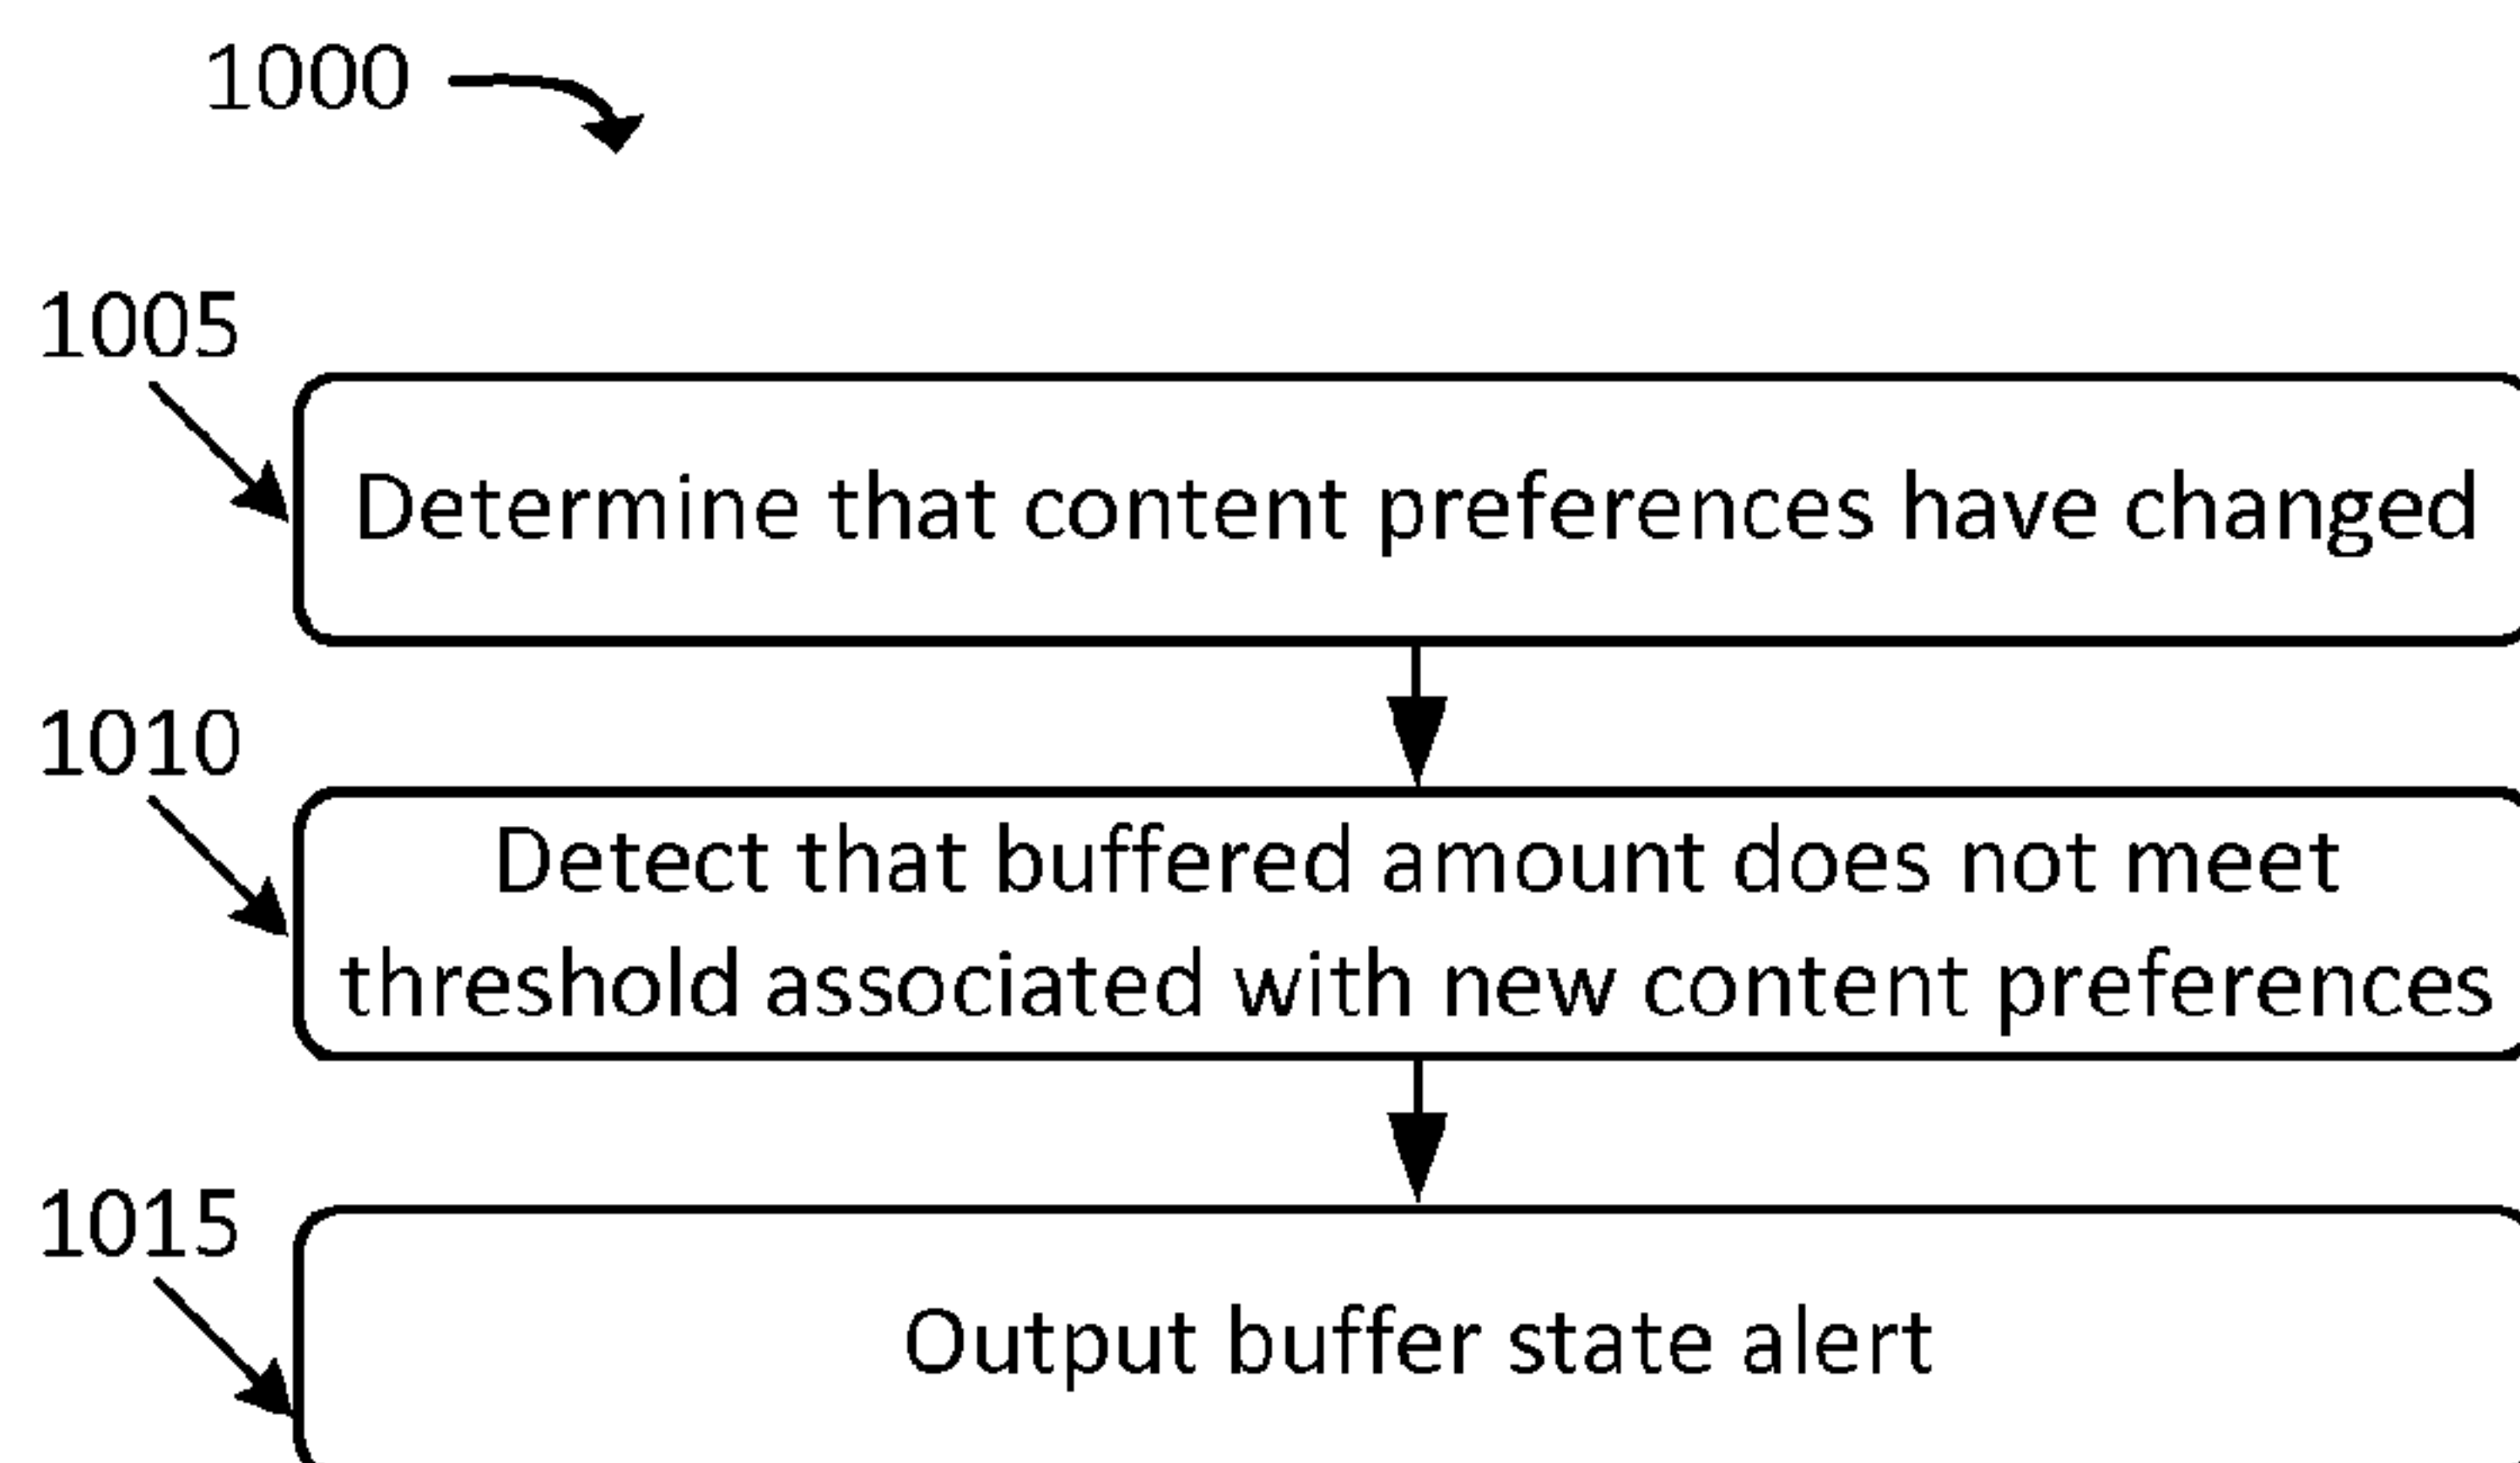 1000
1005
Determine that content preferences have changed
1010
Detect that buffered amount does not meet
threshold associated with new content preferences
1015
Output buffer state alert